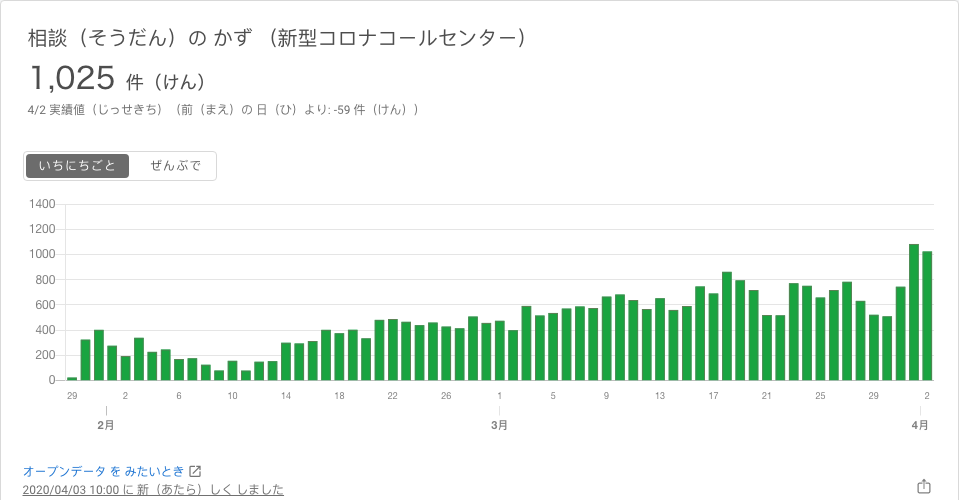 相談（そうだん）の かず （新型コロナコールセンター）
1,025 件（けん）
4/2 実績値（じっせきち）（前（まえ）の 日（ひ）より: -59 件（けん））
いちにちごと ぜんぶで
1400
1200
1000
800
600
400
200
0
29 2 6 10 14 18 22 26 1 5 9 13 17 21 25 29 2
2月 3月 4月
オープンデータ を みたいとき
2020/04/03 10:00 に 新（あたら）しく しました